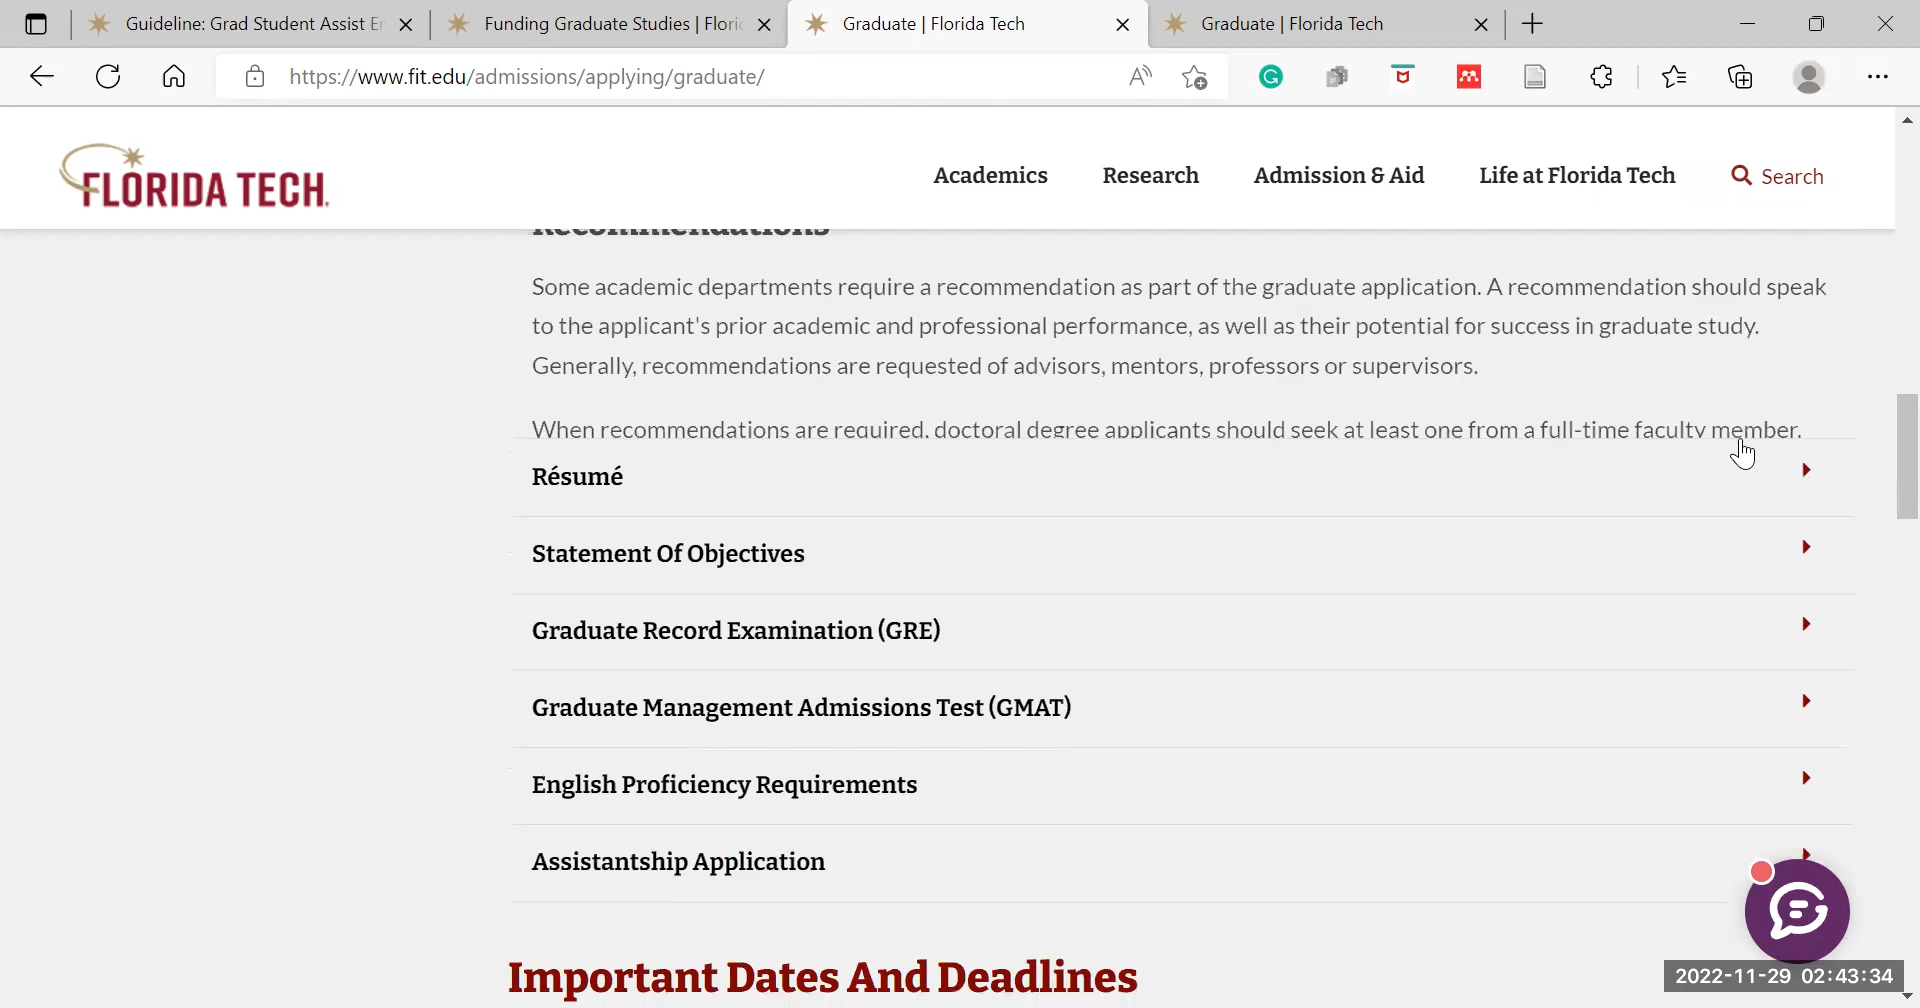 Guideline: Grad Student Assist Er
Funding Graduate Studies | Flori
Graduate | Florida Tech
Graduate | Florida Tech
https://www.fit.edu/admissions/applying/graduate/
FLORIDA TECH
Academics
Research
Admission & Aid
Life at Florida Tech
Search
Recommendations
Some academic departments require a recommendation as part of the graduate application. A recommendation should speak
to the applicant's prior academic and professional performance, as well as their potential for success in graduate study.
Generally, recommendations are requested of advisors, mentors, professors or supervisors.
When recommendations are required, doctoral degree applicants should seek at least one from a full-time faculty member.
Résumé
Statement Of Objectives
Graduate Record Examination (GRE)
Graduate Management Admissions Test (GMAT)
English Proficiency Requirements
Assistantship Application
Important Dates And Deadlines
2022-11-29 02:43:34